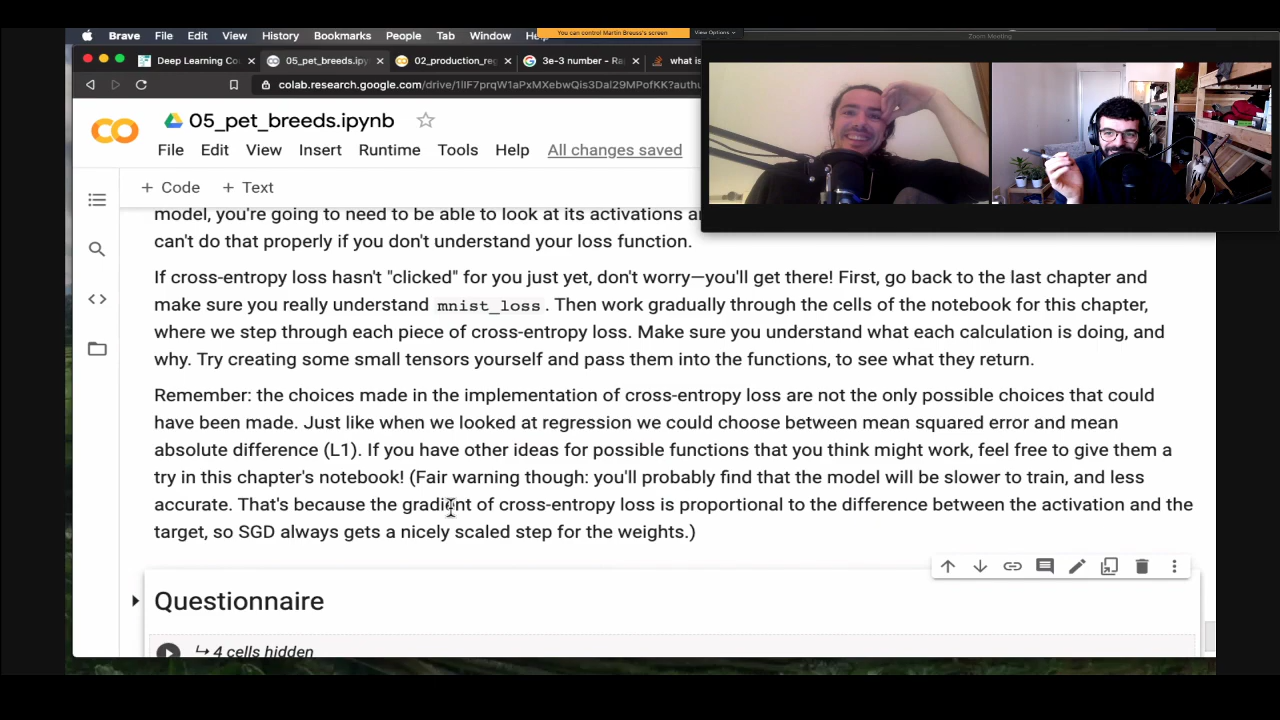 You can control Martin Breuss's screen
View Options
Zoom Meeting
Brave File Edit View History Bookmarks People Tab Window
Deep Learning Co
05_pet_breeds.ipy
02_production_re
3e-3 number - Ra
what is
colab.research.google.com/drive/
05_pet_breeds.ipynb
File Edit View Insert Runtime Tools Help All changes saved
+ Code + Text
model, you're going to need to be able to look at its activations
can't do that properly if you don't understand your loss function.
If cross-entropy loss hasn't "clicked" for you just yet, don't worry—you'll get there! First, go back to the last chapter and
make sure you really understand mnist_loss. Then work gradually through the cells of the notebook for this chapter,
where we step through each piece of cross-entropy loss. Make sure you understand what each calculation is doing, and
why. Try creating some small tensors yourself and pass them into the functions, to see what they return.
Remember: the choices made in the implementation of cross-entropy loss are not the only possible choices that could
have been made. Just like when we looked at regression we could choose between mean squared error and mean
absolute difference (L1). If you have other ideas for possible functions that you think might work, feel free to give them a
try in this chapter's notebook! (Fair warning though: you'll probably find that the model will be slower to train, and less
accurate. That's because the gradient of cross-entropy loss is proportional to the difference between the activation and the
target, so SGD always gets a nicely scaled step for the weights.)
Questionnaire
4 cells hidden